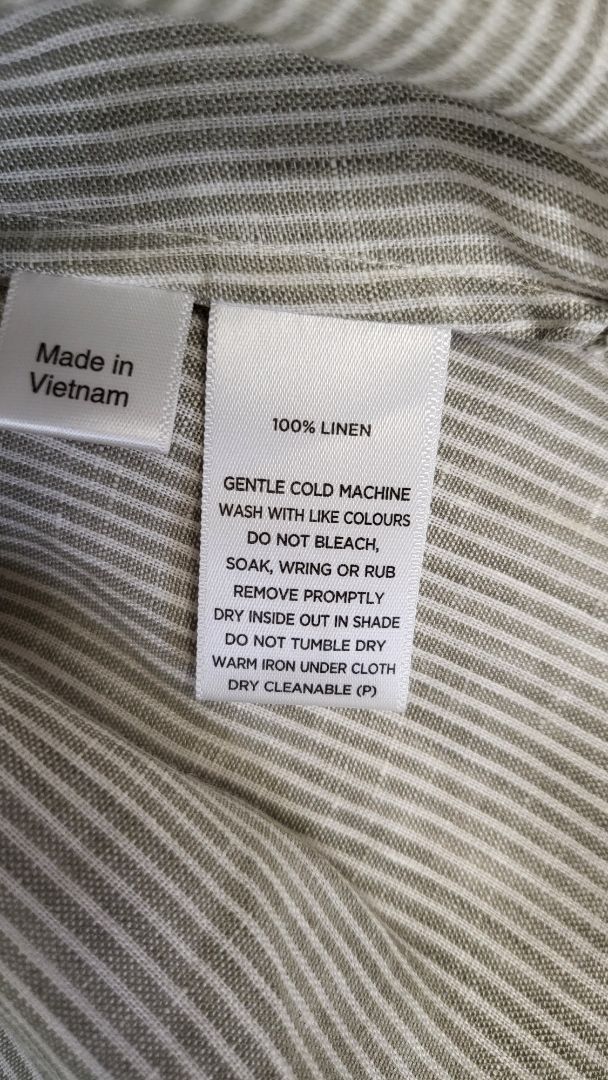 Made in
Vietnam
100% LINEN
GENTLE COLD MACHINE
WASH WITH LIKE COLOURS
DO NOT BLEACH,
SOAK, WRING OR RUB
REMOVE PROMPTLY
DRY INSIDE OUT IN SHADE
DO NOT TUMBLE DRY
WARM IRON UNDER CLOTH
DRY CLEANABLE (P)